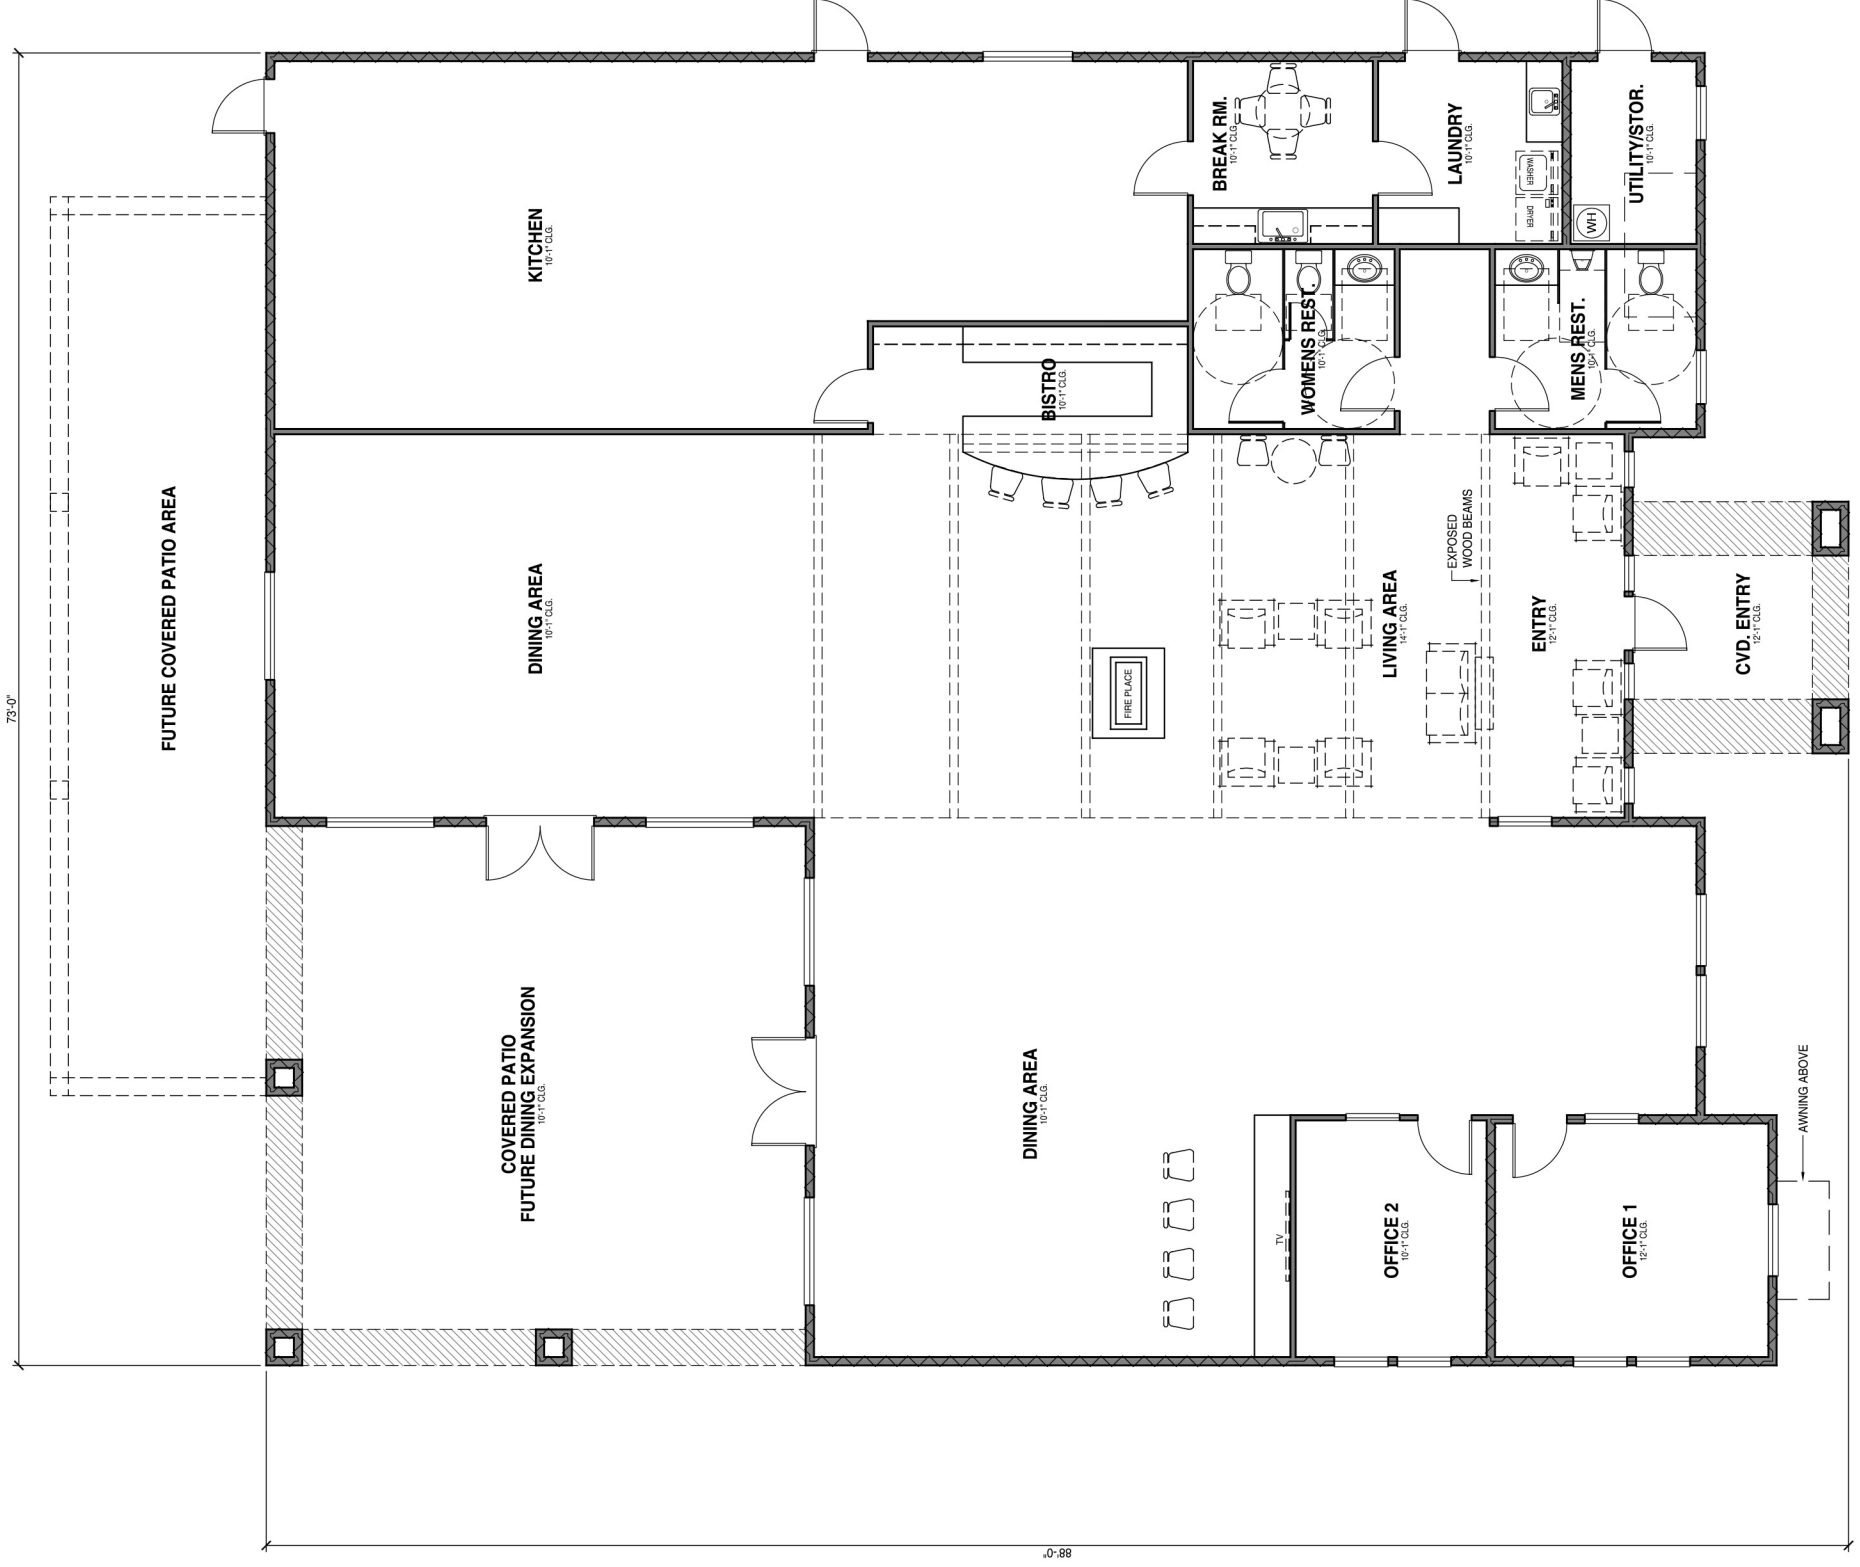 73'-0"
FUTURE COVERED PATIO AREA
KITCHEN
10'-1" CLG.
BREAK RM.
10'-1" CLG.
LAUNDRY
10'-1" CLG.
WASHER
DRYER
UTILITY/STOR.
10'-1" CLG.
WH
BISTRO
10'-1" CLG.
WOMENS REST.
10'-1" CLG.
MENS REST.
10'-1" CLG.
DINING AREA
10'-1" CLG.
FIRE PLACE
LIVING AREA
14'-1" CLG.
EXPOSED
WOOD BEAMS
ENTRY
12'-1" CLG.
CVD. ENTRY
12'-1" CLG.
COVERED PATIO
FUTURE DINING EXPANSION
10'-1" CLG.
DINING AREA
10'-1" CLG.
TV
OFFICE 2
10'-1" CLG.
OFFICE 1
12'-1" CLG.
AWNING ABOVE
88'-0"